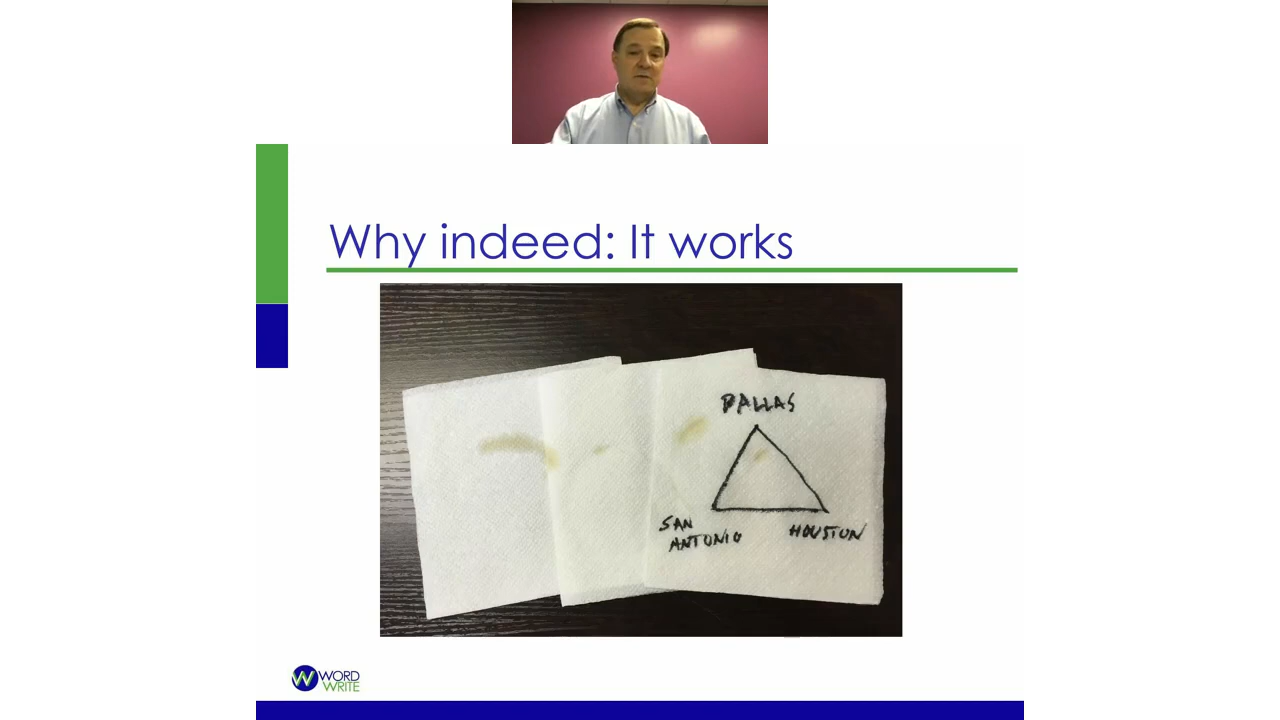 Why indeed: It works
DALLAS
SAN
ANTONIO
HOUSTON
WORD
WRITE